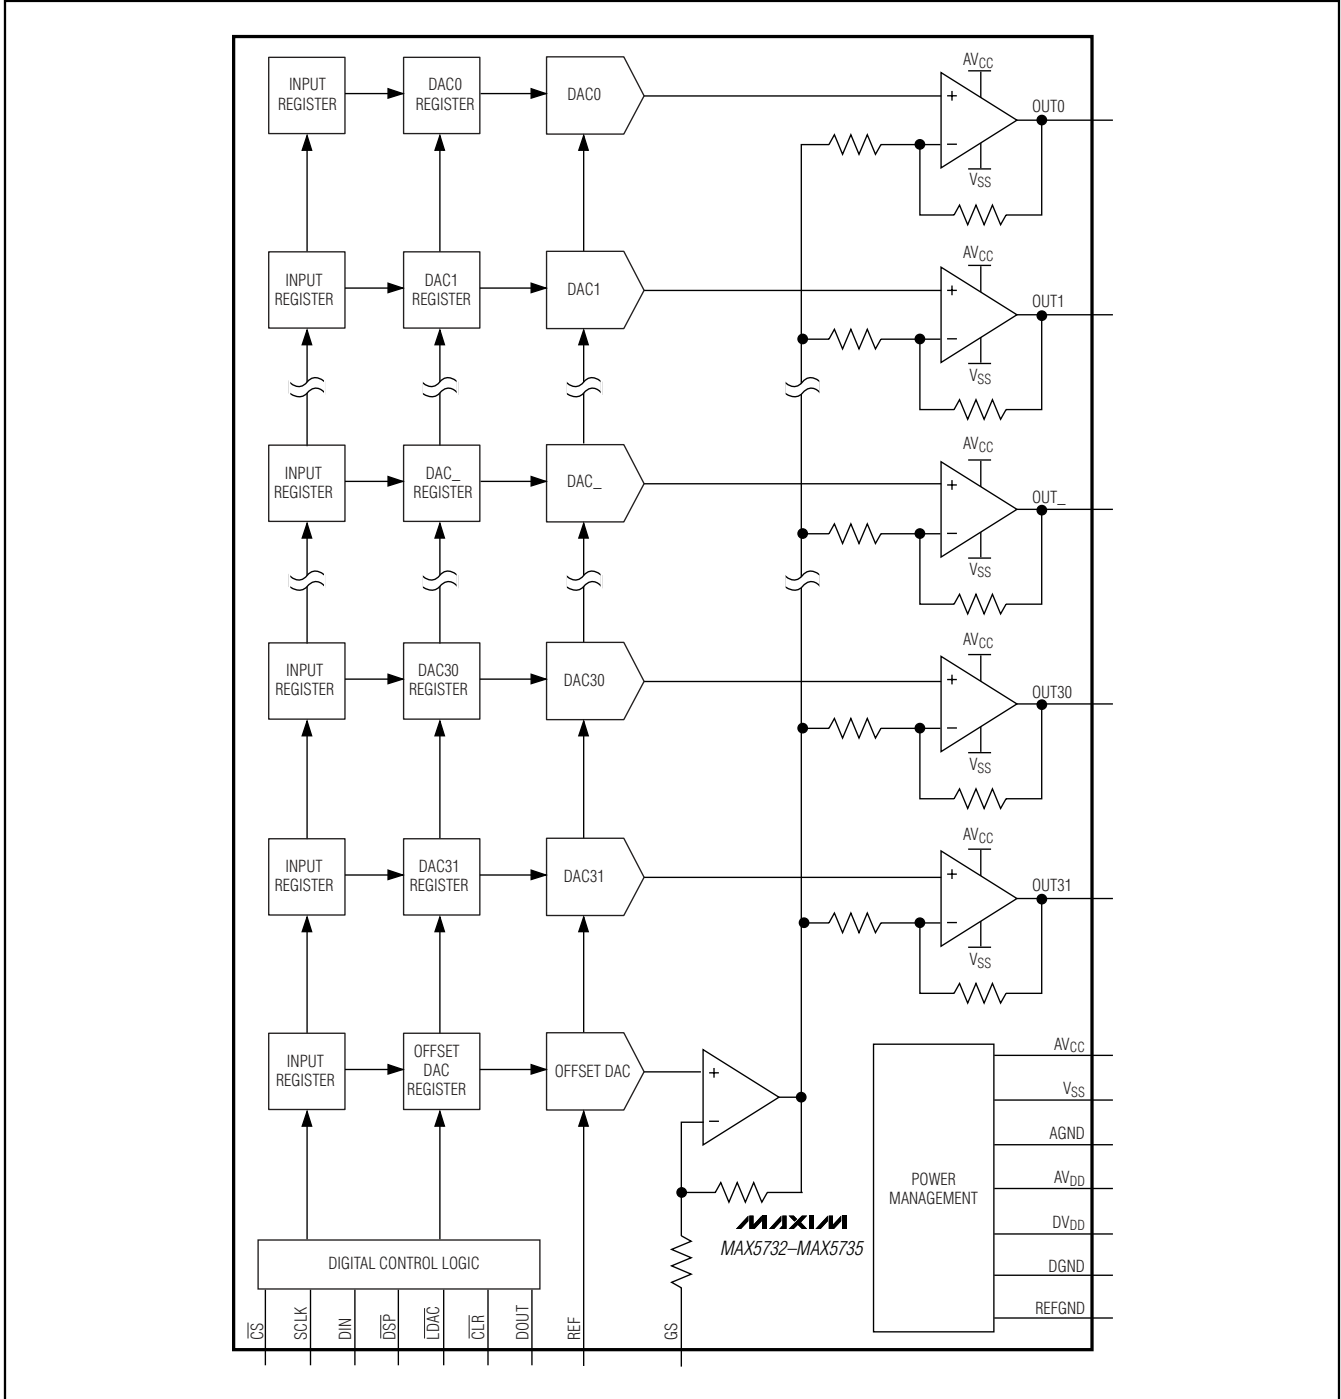 AVCC
INPUT
REGISTER
DAC0
REGISTER
DAC0
+
−
OUT0
VSS
AVCC
INPUT
REGISTER
DAC1
REGISTER
DAC1
+
−
OUT1
VSS
AVCC
INPUT
REGISTER
DAC_
REGISTER
DAC_
+
−
OUT_
VSS
AVCC
INPUT
REGISTER
DAC30
REGISTER
DAC30
+
−
OUT30
VSS
AVCC
INPUT
REGISTER
DAC31
REGISTER
DAC31
+
−
OUT31
VSS
INPUT
REGISTER
OFFSET
DAC
REGISTER
OFFSET DAC
+
−
AVCC
VSS
AGND
AVDD
DVDD
DGND
REFGND
POWER
MANAGEMENT
MAXIM
MAX5732–MAX5735
DIGITAL CONTROL LOGIC
CS
SCLK
DIN
DSP
LDAC
CLR
DOUT
REF
GS